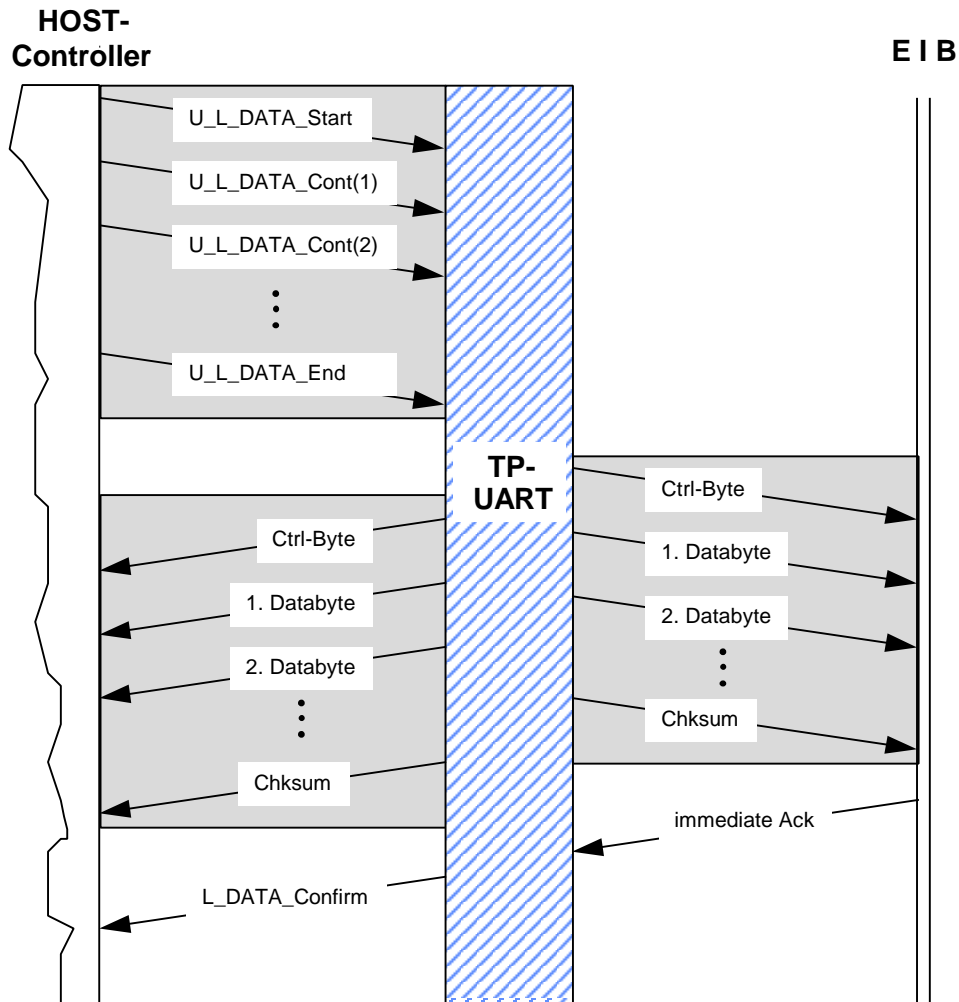 HOST-
Controller
E I B
U_L_DATA_Start
U_L_DATA_Cont(1)
U_L_DATA_Cont(2)
U_L_DATA_End
TP-
UART
Ctrl-Byte
1. Databyte
2. Databyte
Chksum
Ctrl-Byte
1. Databyte
2. Databyte
Chksum
immediate Ack
L_DATA_Confirm